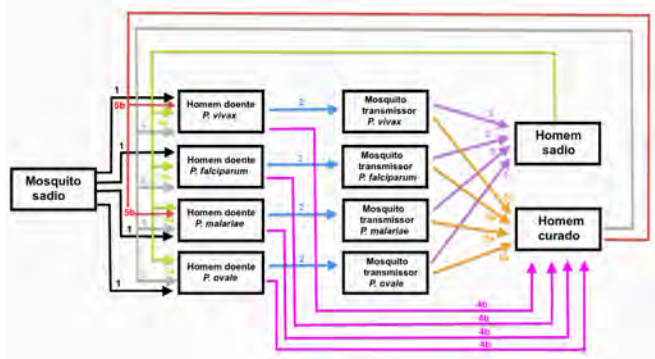 1
5b
Homem doente
P. vivax
2
Mosquito
transmissor
P. vivax
Homem
sadio
1
Homem doente
P. falciparum
2
Mosquito
transmissor
P. falciparum
Mosquito
sadio
5b
Homem doente
P. malariae
2
Mosquito
transmissor
P. malariae
Homem
curado
1
1
Homem doente
P. ovale
2
Mosquito
transmissor
P. ovale
4b
4b
4b
4b